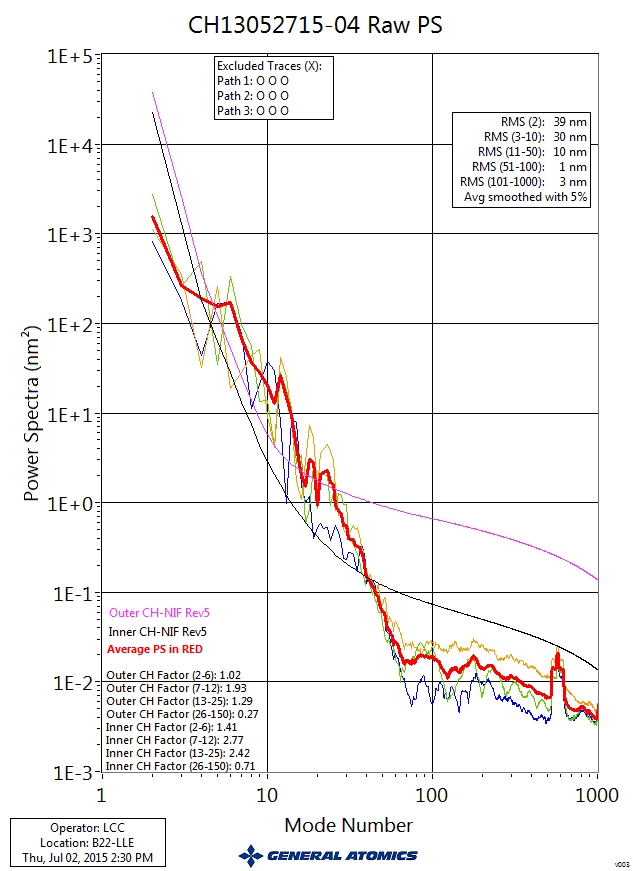 CH13052715-04 Raw PS
Excluded Traces (X):
Path 1: O O O
Path 2: O O O
Path 3: O O O
RMS (2): 39 nm
RMS (3-10): 30 nm
RMS (11-50): 10 nm
RMS (51-100): 1 nm
RMS (101-1000): 3 nm
Avg smoothed with 5%
1E+5
1E+4
1E+3
1E+2
1E+1
1E+0
1E-1
1E-2
1E-3
Power Spectra (nm²)
Outer CH-NIF Rev5
Inner CH-NIF Rev5
Average PS in RED
Outer CH Factor (2-6): 1.02
Outer CH Factor (7-12): 1.93
Outer CH Factor (13-25): 1.29
Outer CH Factor (26-150): 0.27
Inner CH Factor (2-6): 1.41
Inner CH Factor (7-12): 2.77
Inner CH Factor (13-25): 2.42
Inner CH Factor (26-150): 0.71
1 10 100 1000
Mode Number
Operator: LCC
Location: B22-LLE
Thu, Jul 02, 2015 2:30 PM
GENERAL ATOMICS
v003